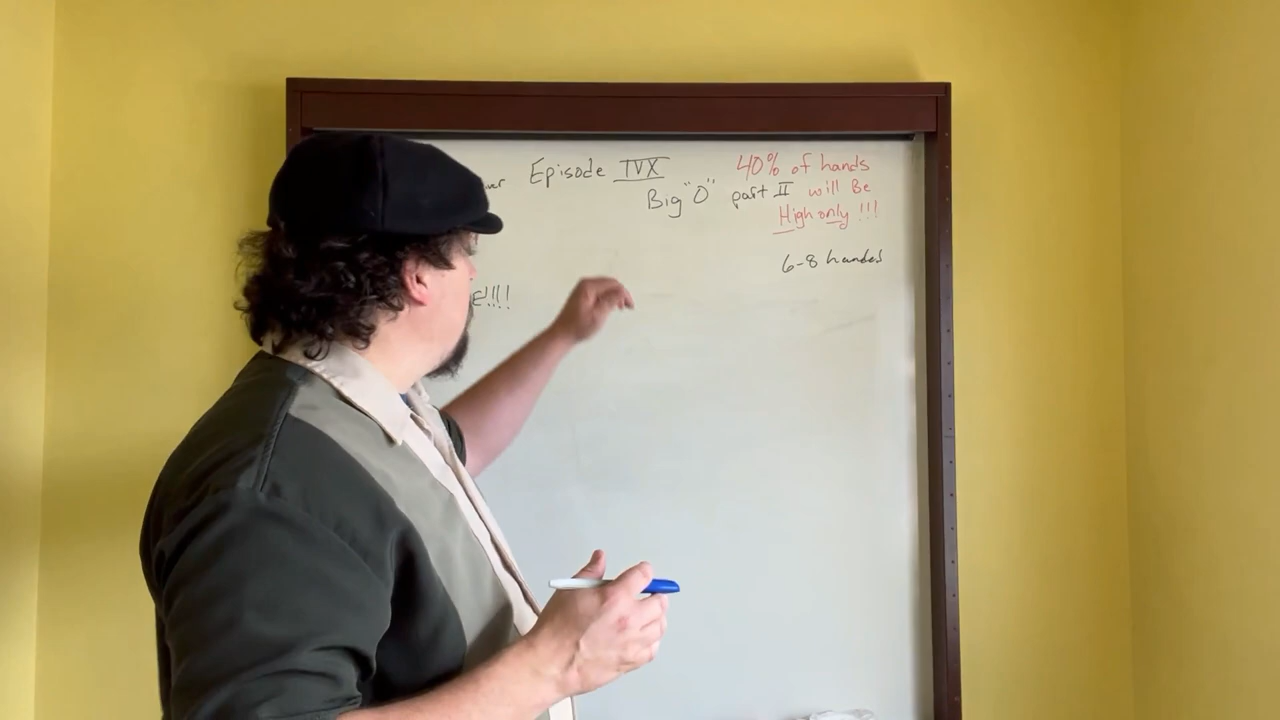 Episode IVX
Big "O" part II
40% of hands
will Be
High only !!!
6-8 handed
E!!!!